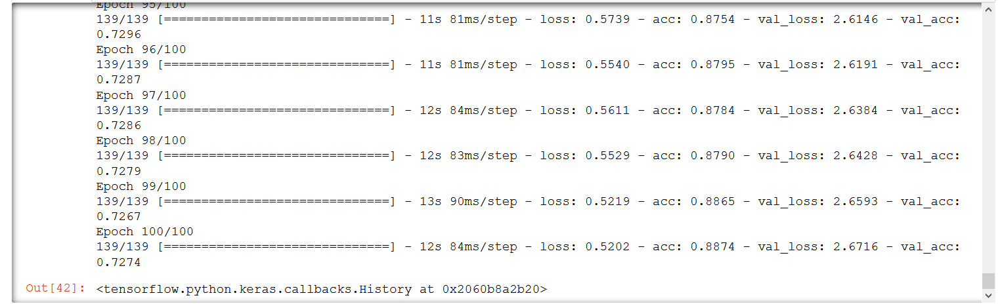 Epoch 95/100
139/139 [==============================] - 11s 81ms/step - loss: 0.5739 - acc: 0.8754 - val_loss: 2.6146 - val_acc:
0.7296
Epoch 96/100
139/139 [==============================] - 11s 81ms/step - loss: 0.5540 - acc: 0.8795 - val_loss: 2.6191 - val_acc:
0.7287
Epoch 97/100
139/139 [==============================] - 12s 84ms/step - loss: 0.5611 - acc: 0.8784 - val_loss: 2.6384 - val_acc:
0.7286
Epoch 98/100
139/139 [==============================] - 12s 83ms/step - loss: 0.5529 - acc: 0.8790 - val_loss: 2.6428 - val_acc:
0.7279
Epoch 99/100
139/139 [==============================] - 13s 90ms/step - loss: 0.5219 - acc: 0.8865 - val_loss: 2.6593 - val_acc:
0.7267
Epoch 100/100
139/139 [==============================] - 12s 84ms/step - loss: 0.5202 - acc: 0.8874 - val_loss: 2.6716 - val_acc:
0.7274
Out[42]: <tensorflow.python.keras.callbacks.History at 0x2060b8a2b20>